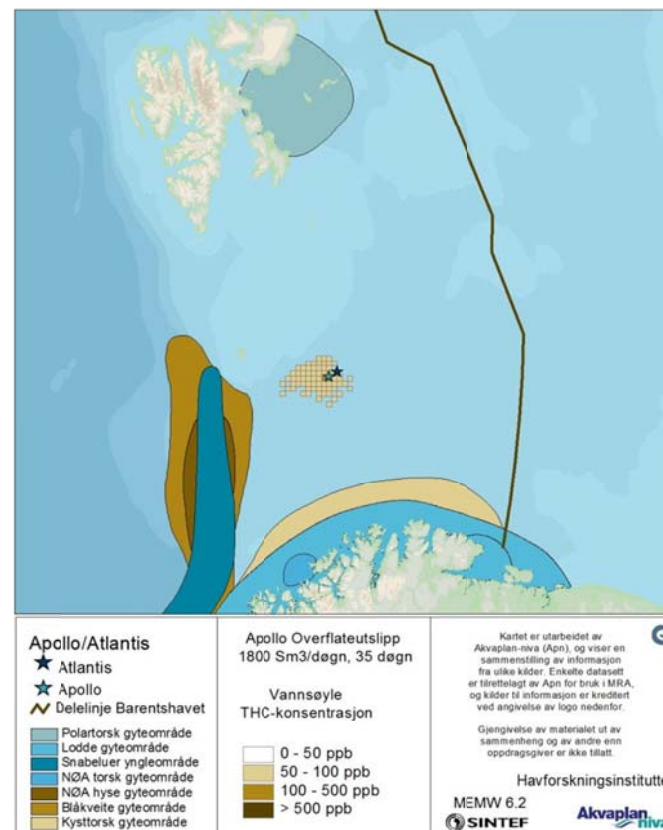 Apollo/Atlantis
Atlantis
Apollo
Delelinje Barentshavet
Polartorsk gyteområde
Lodde gyteområde
Snabeluer yngleområde
NØA torsk gyteområde
NØA hyse gyteområde
Blåkveite gyteområde
Kysttorsk gyteområde
Apollo Overflateutslipp
1800 Sm3/døgn, 35 døgn
Vannsøyle
THC-konsentrasjon
0 - 50 ppb
50 - 100 ppb
100 - 500 ppb
> 500 ppb
Kartet er utarbeidet av
Akvaplan-niva (Apn), og viser en
sammenstilling av informasjon
fra ulike kilder. Enkelte datasett
er tilrettelagt av Apn for bruk i MRA,
og kilder til informasjon er kreditert
ved angivelse av logo nedenfor.
Gjengivelse av materialet ut av
sammenheng og av andre enn
oppdragsgiver er ikke tillatt.
Havforskningsinstitutte
MEMW 6.2
SINTEF
Akvaplan
niva